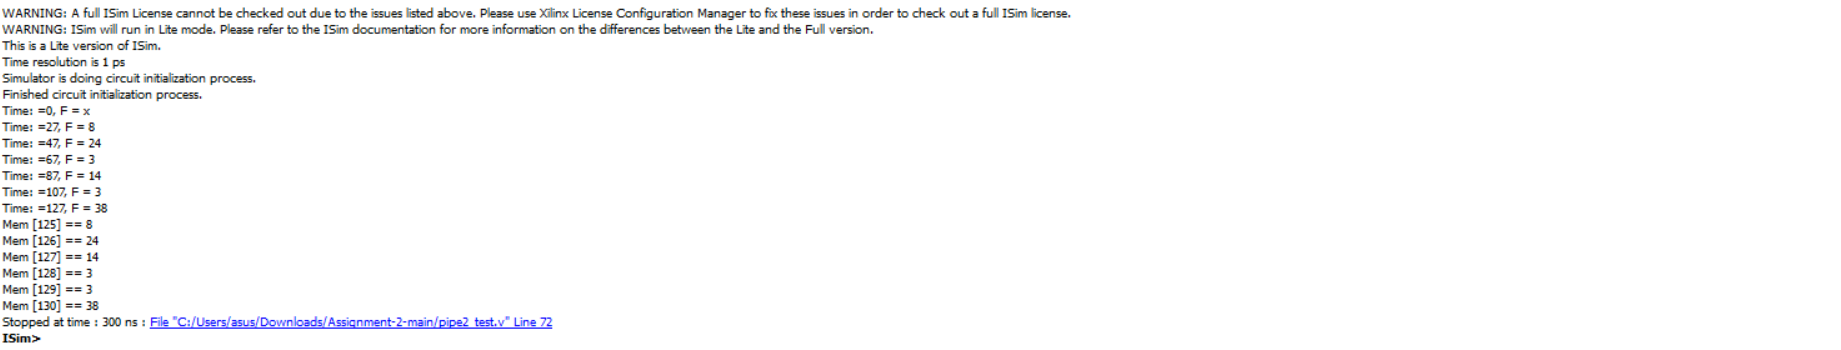 WARNING: A full ISim License cannot be checked out due to the issues listed above. Please use Xilinx License Configuration Manager to fix these issues in order to check out a full ISim license.
WARNING: ISim will run in Lite mode. Please refer to the ISim documentation for more information on the differences between the Lite and the Full version.
This is a Lite version of ISim.
Time resolution is 1 ps
Simulator is doing circuit initialization process.
Finished circuit initialization process.
Time: =0, F = x
Time: =27, F = 8
Time: =47, F = 24
Time: =67, F = 3
Time: =87, F = 14
Time: =107, F = 3
Time: =127, F = 38
Mem [125] == 8
Mem [126] == 24
Mem [127] == 14
Mem [128] == 3
Mem [129] == 3
Mem [130] == 38
Stopped at time : 300 ns : File "C:/Users/asus/Downloads/Assignment-2-main/pipe2_test.v" Line 72
ISim>